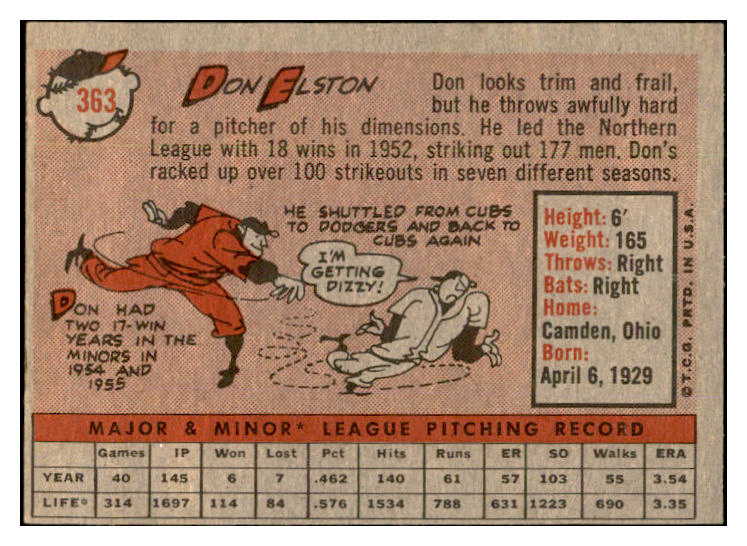 363
DON ELSTON
Don looks trim and frail,
but he throws awfully hard
for a pitcher of his dimensions. He led the Northern
League with 18 wins in 1952, striking out 177 men. Don's
racked up over 100 strikeouts in seven different seasons.
HE SHUTTLED FROM CUBS
TO DODGERS AND BACK TO
CUBS AGAIN
I'M
GETTING
DIZZY!
DON HAD
TWO 17-WIN
YEARS IN THE
MINORS IN
1954 AND
1955
Height: 6'
Weight: 165
Throws: Right
Bats: Right
Home:
Camden, Ohio
Born:
April 6, 1929
© T.C.G. PRTD. IN U.S.A.
MAJOR & MINOR* LEAGUE PITCHING RECORD
Games IP Won Lost Pct Hits Runs ER SO Walks ERA
YEAR 40 145 6 7 .462 140 61 57 103 55 3.54
LIFE* 314 1697 114 84 .576 1534 788 631 1223 690 3.35